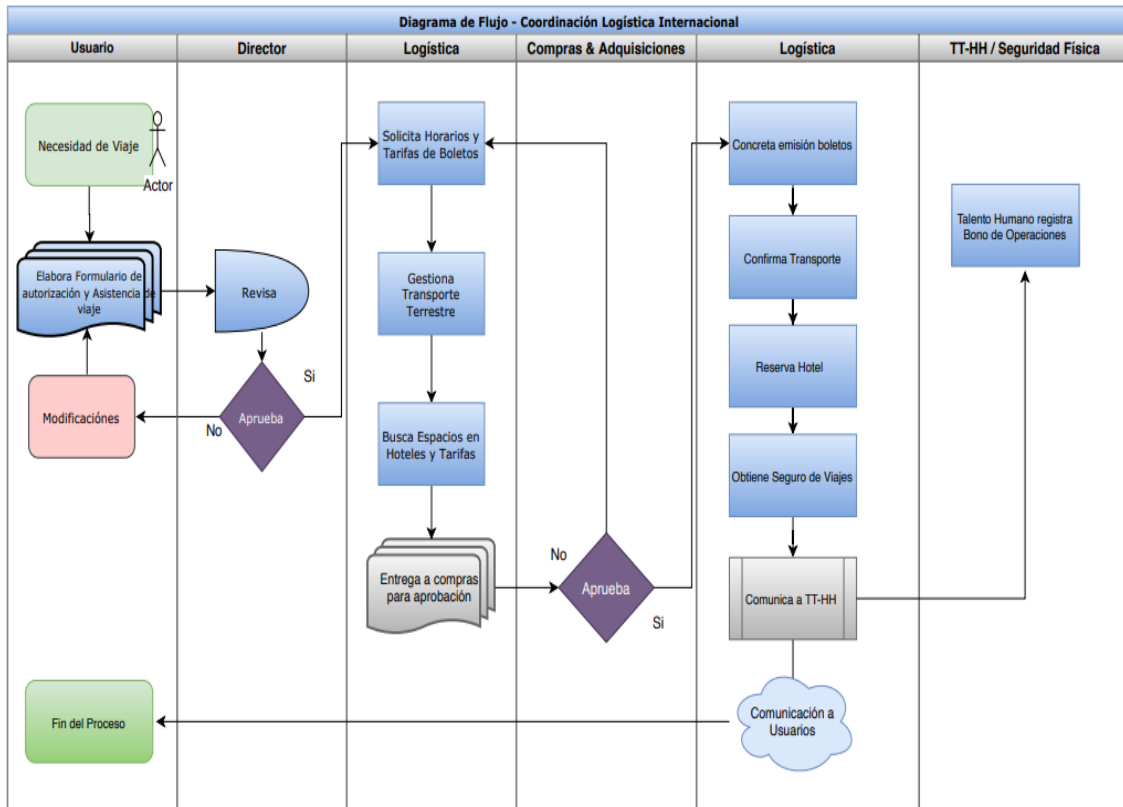 Diagrama de Flujo - Coordinación Logística Internacional
Usuario
Director
Logística
Compras & Adquisiciones
Logística
TT-HH / Seguridad Física
Necesidad de Viaje
Actor
Elabora Formulario de
autorización y Asistencia de
viaje
Modificaciónes
Fin del Proceso
Revisa
Aprueba
Si
No
Solicita Horarios y
Tarifas de Boletos
Gestiona
Transporte
Terrestre
Busca Espacios en
Hoteles y Tarifas
Entrega a compras
para aprobación
No
Aprueba
Si
Concreta emisión boletos
Confirma Transporte
Reserva Hotel
Obtiene Seguro de Viajes
Comunica a TT-HH
Comunicación a
Usuarios
Talento Humano registra
Bono de Operaciones